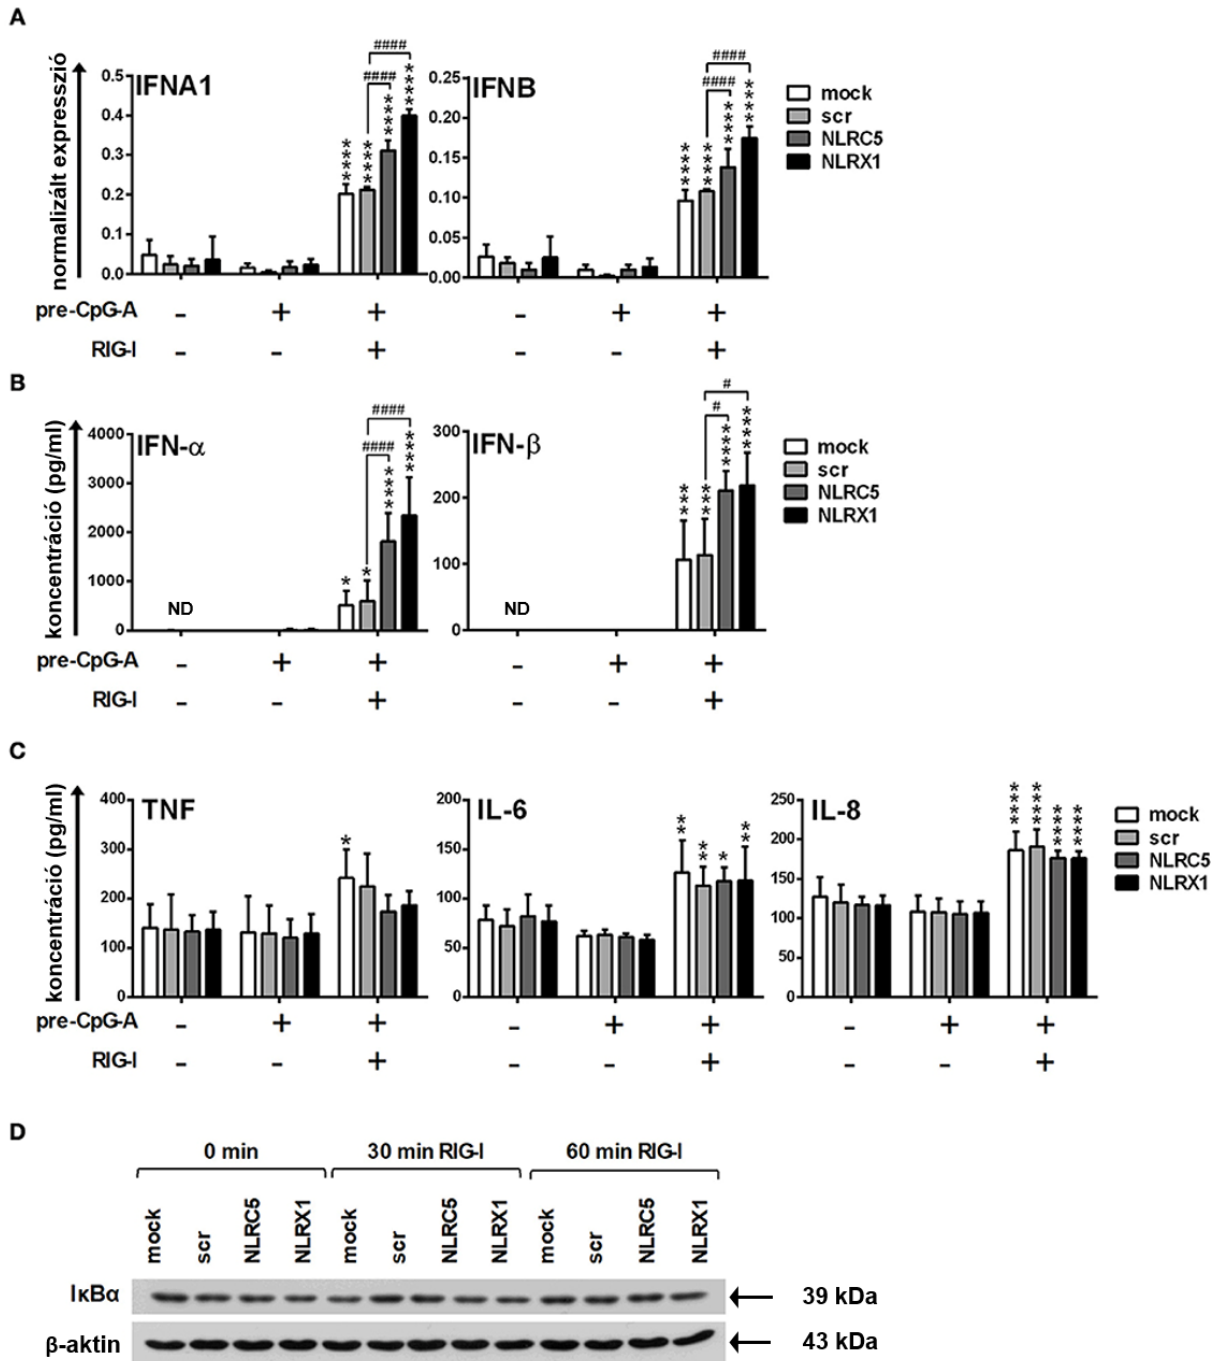 A
normalizált expresszió
IFNA1
0.5
0.4
0.3
0.2
0.1
0.0
####
####
****
****
****
****
IFNB
0.25
0.20
0.15
0.10
0.05
0.00
####
####
****
****
****
****
mock
scr
NLRC5
NLRX1
pre-CpG-A - + + - + +
RIG-I - - + - - +
B
koncentráció (pg/ml)
IFN-α
4000
3000
2000
1000
0
ND
####
####
*
*
****
****
IFN-β
300
200
100
0
ND
#
#
***
***
****
****
mock
scr
NLRC5
NLRX1
pre-CpG-A - + + - + +
RIG-I - - + - - +
C
koncentráció (pg/ml)
TNF
400
300
200
100
0
*
IL-6
200
150
100
50
0
**
**
*
**
IL-8
250
200
150
100
50
0
****
****
****
****
mock
scr
NLRC5
NLRX1
pre-CpG-A - + + - + + - + +
RIG-I - - + - - + - - +
D
0 min 30 min RIG-I 60 min RIG-I
mock scr NLRC5 NLRX1 mock scr NLRC5 NLRX1 mock scr NLRC5 NLRX1
IκBα 39 kDa
β-aktin 43 kDa